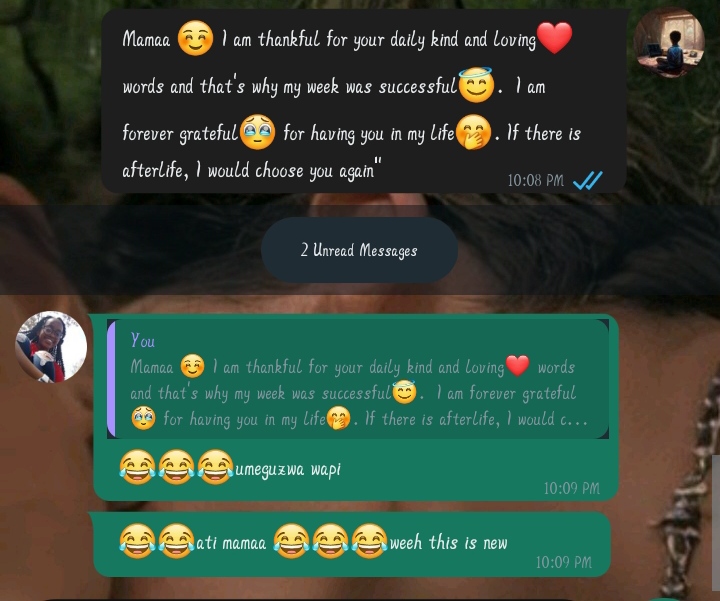 Mamaa ☺️ I am thankful for your daily kind and loving❤️
words and that's why my week was successful😇. I am
forever grateful🥹 for having you in my life🤭. If there is
afterlife, I would choose you again"
10:08 PM
2 Unread Messages
You
Mamaa ☺️ I am thankful for your daily kind and loving❤️ words
and that's why my week was successful😇. I am forever grateful
🥹 for having you in my life🤭. If there is afterlife, I would c...
😂😂😂umeguzwa wapi
10:09 PM
😂😂ati mamaa 😂😂😂weeh this is new
10:09 PM